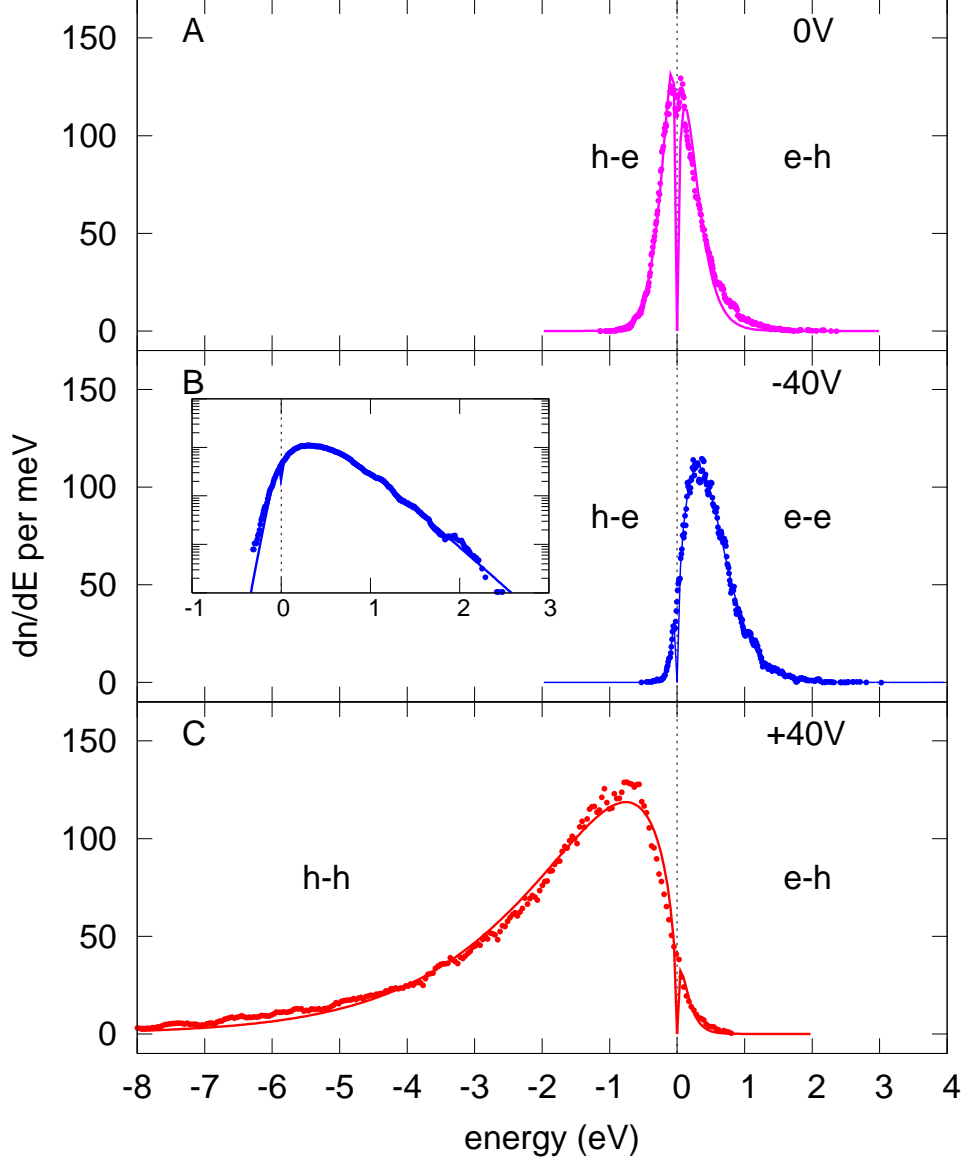 A
0V
h-e
e-h
150
100
50
0
B
-40V
h-e
e-e
150
100
50
0
-1 0 1 2 3
dn/dE per meV
C
+40V
h-h
e-h
150
100
50
0
-8 -7 -6 -5 -4 -3 -2 -1 0 1 2 3 4
energy (eV)